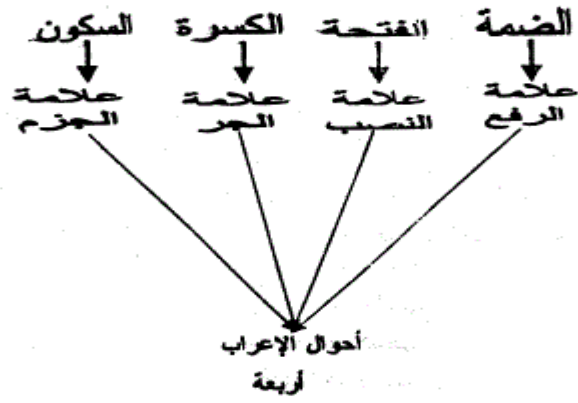 الضمة الفتحة الكسرة السكون
علامة علامة علامة علامة
الرفع النصب الجر الجزم
أحوال الإعراب
أربعة